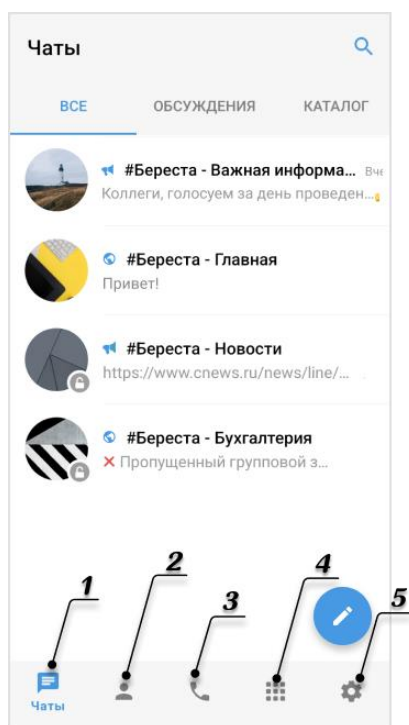 Чаты
ВСЕ ОБСУЖДЕНИЯ КАТАЛОГ
#Береста - Важная информа... Вче
Коллеги, голосуем за день проведен...
#Береста - Главная
Привет!
#Береста - Новости
https://www.cnews.ru/news/line/...
#Береста - Бухгалтерия
Пропущенный групповой з...
1 2 3 4 5
Чаты